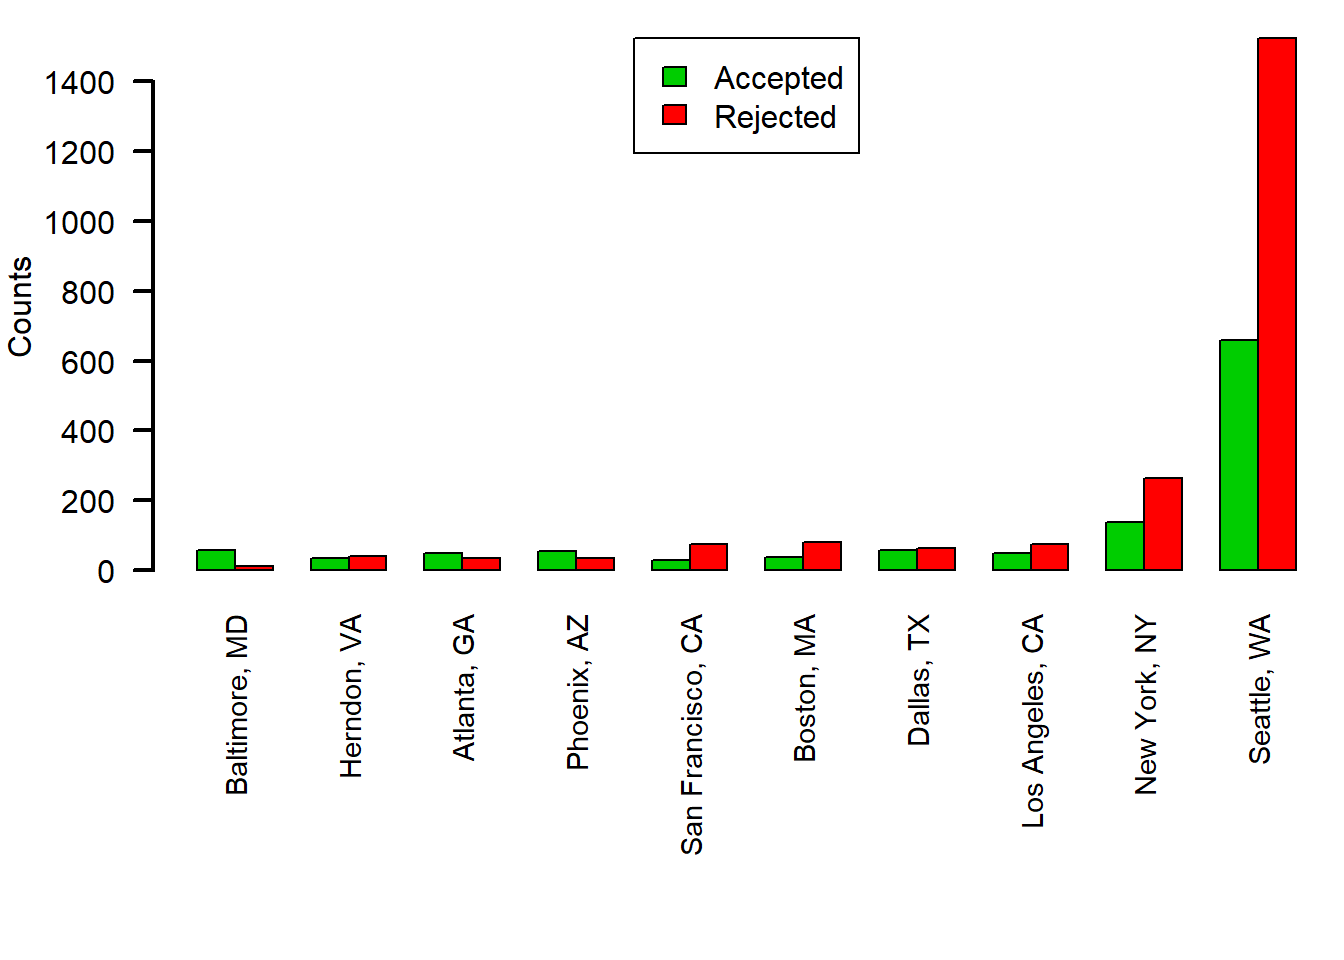 Accepted
Rejected
Counts
1400
1200
1000
800
600
400
200
0
Baltimore, MD
Herndon, VA
Atlanta, GA
Phoenix, AZ
San Francisco, CA
Boston, MA
Dallas, TX
Los Angeles, CA
New York, NY
Seattle, WA